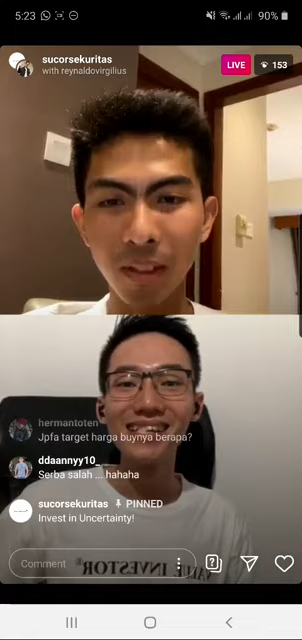 5:23
90%
sucorsekuritas
with reynaldovirgilius
LIVE
153
hermantoten
Jpfa target harga buynya berapa?
ddaannyy10_
Serba salah ....hahaha
sucorsekuritas PINNED
Invest in Uncertainty!
VALUE INVESTOR
Comment